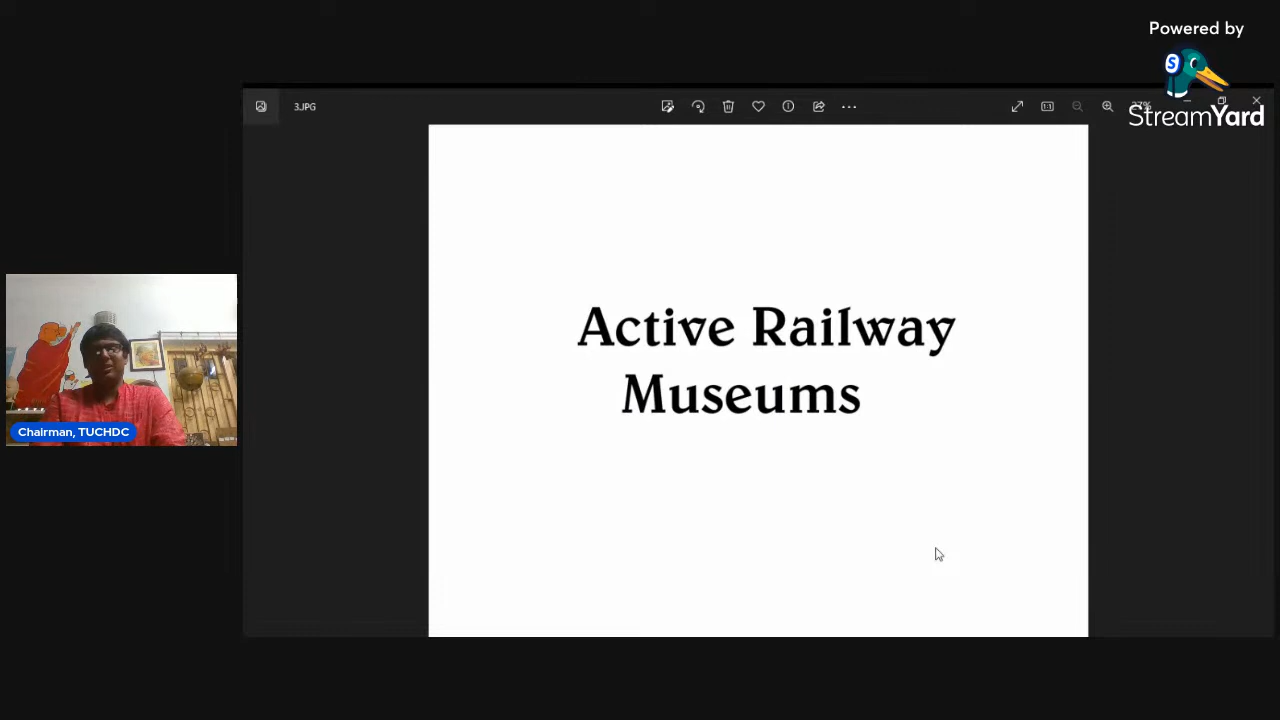 Powered by
StreamYard
3.JPG
Active Railway
Museums
Chairman, TUCHDC